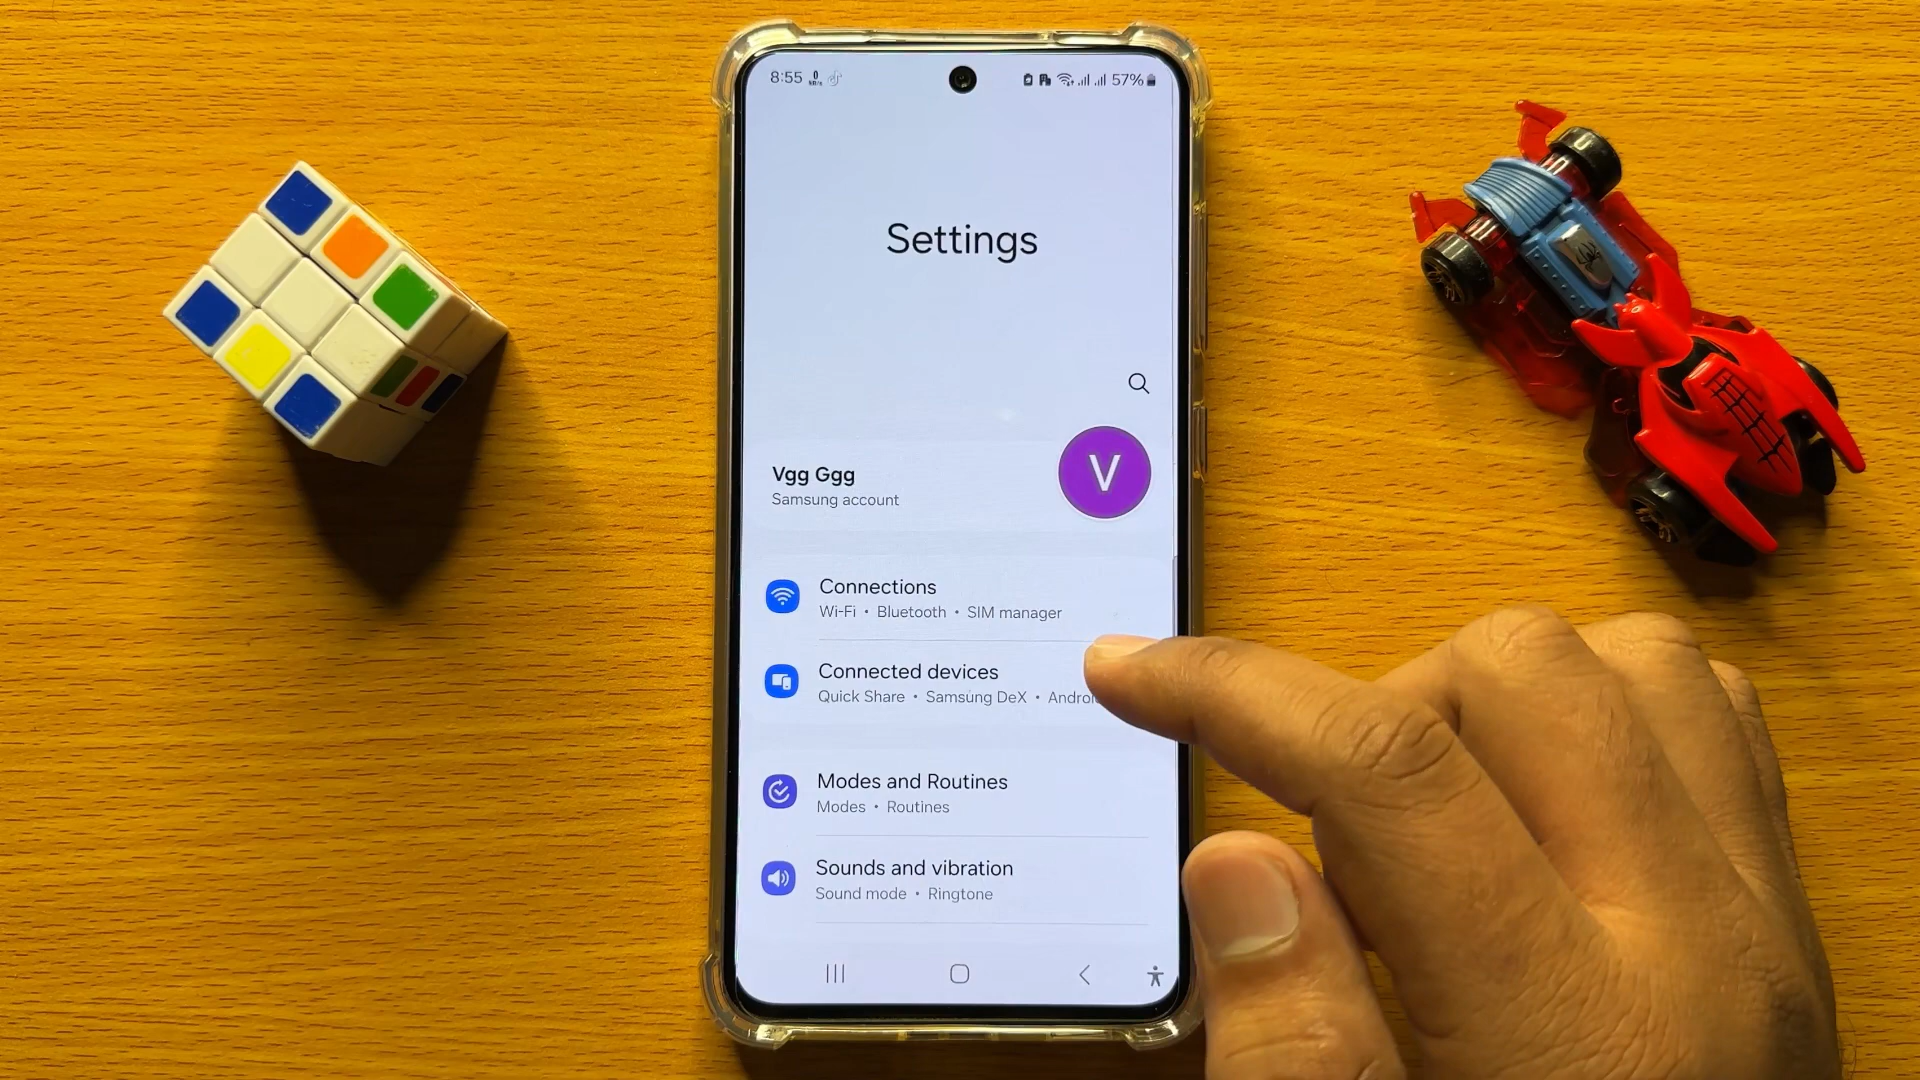 8:55 57%
Settings
Vgg Ggg
Samsung account
V
Connections
Wi-Fi • Bluetooth • SIM manager
Connected devices
Quick Share • Samsung DeX •
Modes and Routines
Modes • Routines
Sounds and vibration
Sound mode • Ringtone